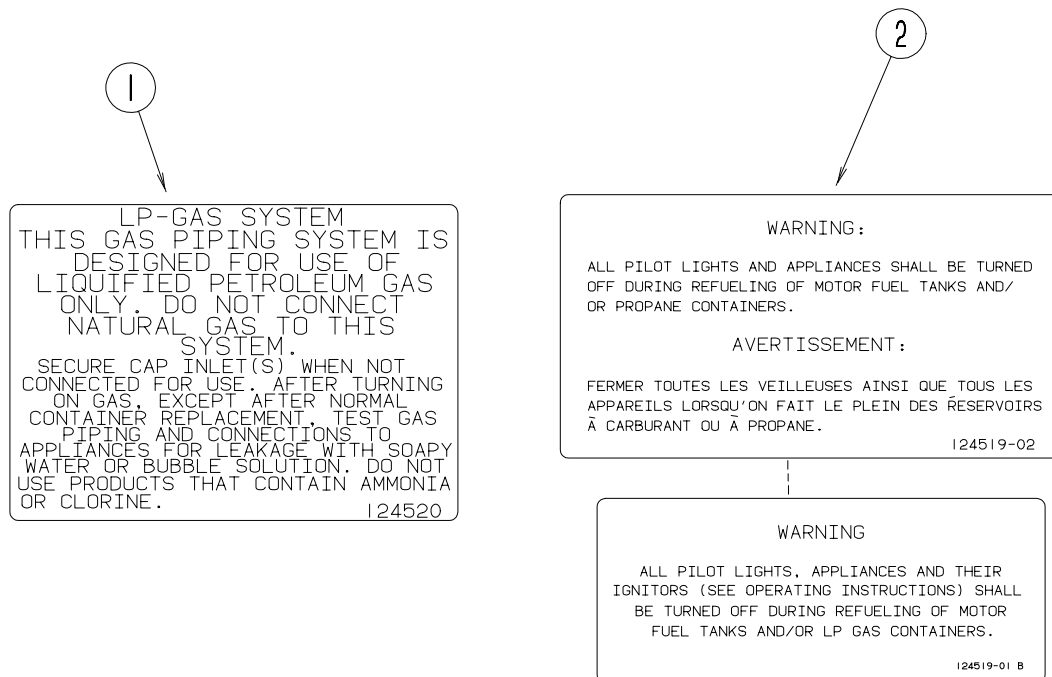 1
LP-GAS SYSTEM
THIS GAS PIPING SYSTEM IS
DESIGNED FOR USE OF
LIQUIFIED PETROLEUM GAS
ONLY. DO NOT CONNECT
NATURAL GAS TO THIS
SYSTEM.
SECURE CAP INLET(S) WHEN NOT
CONNECTED FOR USE. AFTER TURNING
ON GAS, EXCEPT AFTER NORMAL
CONTAINER REPLACEMENT, TEST GAS
PIPING AND CONNECTIONS TO
APPLIANCES FOR LEAKAGE WITH SOAPY
WATER OR BUBBLE SOLUTION. DO NOT
USE PRODUCTS THAT CONTAIN AMMONIA
OR CLORINE.
124520
2
WARNING:
ALL PILOT LIGHTS AND APPLIANCES SHALL BE TURNED
OFF DURING REFUELING OF MOTOR FUEL TANKS AND/
OR PROPANE CONTAINERS.
AVERTISSEMENT:
FERMER TOUTES LES VEILLEUSES AINSI QUE TOUS LES
APPAREILS LORSQU'ON FAIT LE PLEIN DES RESERVOIRS
À CARBURANT OU À PROPANE.
124519-02
WARNING
ALL PILOT LIGHTS, APPLIANCES AND THEIR
IGNITORS (SEE OPERATING INSTRUCTIONS) SHALL
BE TURNED OFF DURING REFUELING OF MOTOR
FUEL TANKS AND/OR LP GAS CONTAINERS.
124519-01 B